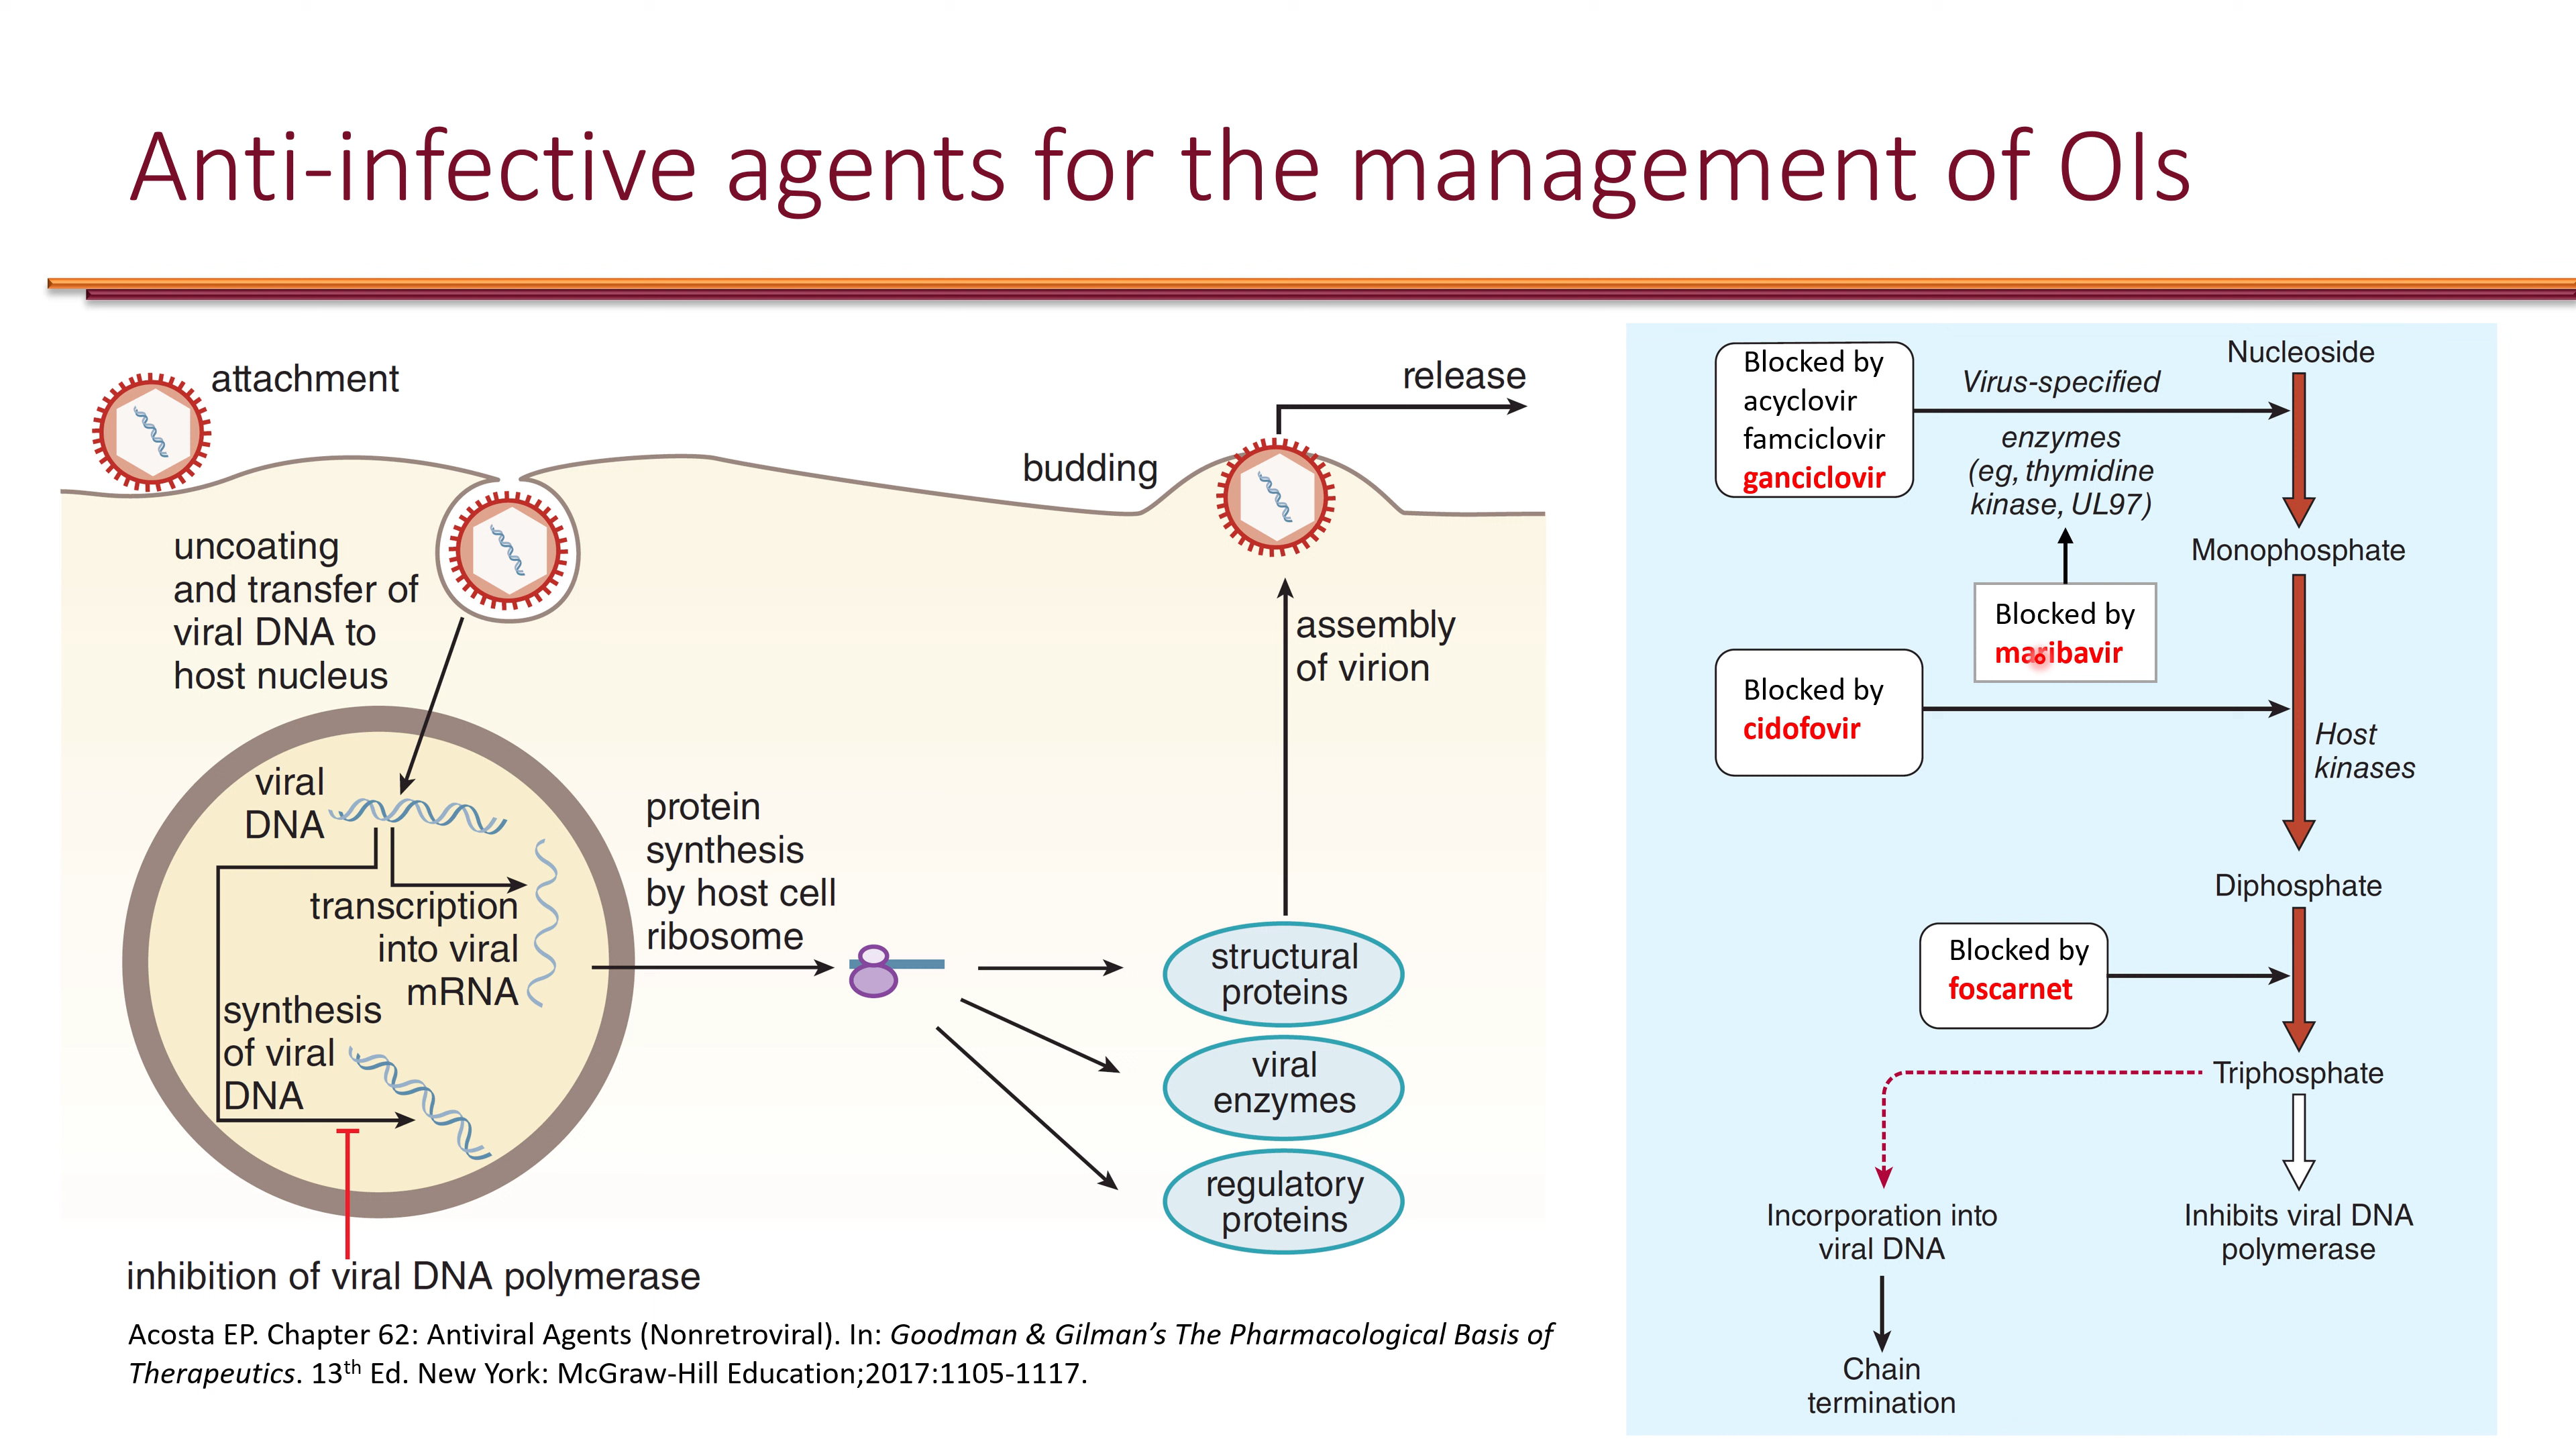 Anti-infective agents for the management of OIs
attachment
release
budding
uncoating
and transfer of
viral DNA to
host nucleus
assembly
of virion
viral
DNA
transcription
into viral
mRNA
synthesis
of viral
DNA
protein
synthesis
by host cell
ribosome
structural
proteins
viral
enzymes
regulatory
proteins
inhibition of viral DNA polymerase
Acosta EP. Chapter 62: Antiviral Agents (Nonretroviral). In: Goodman & Gilman's The Pharmacological Basis of
Therapeutics. 13th Ed. New York: McGraw-Hill Education;2017:1105-1117.
Blocked by
acyclovir
famciclovir
ganciclovir
Virus-specified
enzymes
(eg, thymidine
kinase, UL97)
Nucleoside
Monophosphate
Blocked by
maribavir
Blocked by
cidofovir
Host
kinases
Diphosphate
Blocked by
foscarnet
Triphosphate
Incorporation into
viral DNA
Inhibits viral DNA
polymerase
Chain
termination